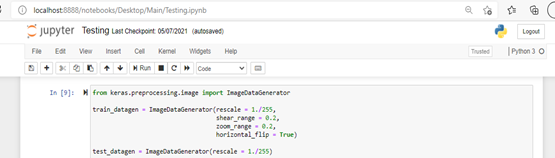 localhost:8888/notebooks/Desktop/Main/Testing.ipynb
jupyter Testing Last Checkpoint: 05/07/2021 (autosaved)
Logout
File Edit View Insert Cell Kernel Widgets Help
Trusted Python 3
Run Code
In [9]: from keras.preprocessing.image import ImageDataGenerator
train_datagen = ImageDataGenerator(rescale = 1./255,
shear_range = 0.2,
zoom_range = 0.2,
horizontal_flip = True)
test_datagen = ImageDataGenerator(rescale = 1./255)